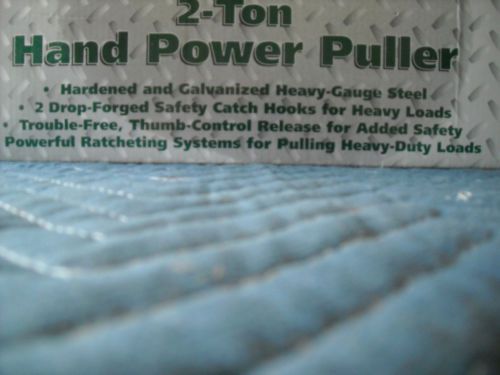 2-Ton
Hand Power Puller
• Hardened and Galvanized Heavy-Gauge Steel
• 2 Drop-Forged Safety Catch Hooks for Heavy Loads
• Trouble-Free, Thumb-Control Release for Added Safety
Powerful Ratcheting Systems for Pulling Heavy-Duty Loads